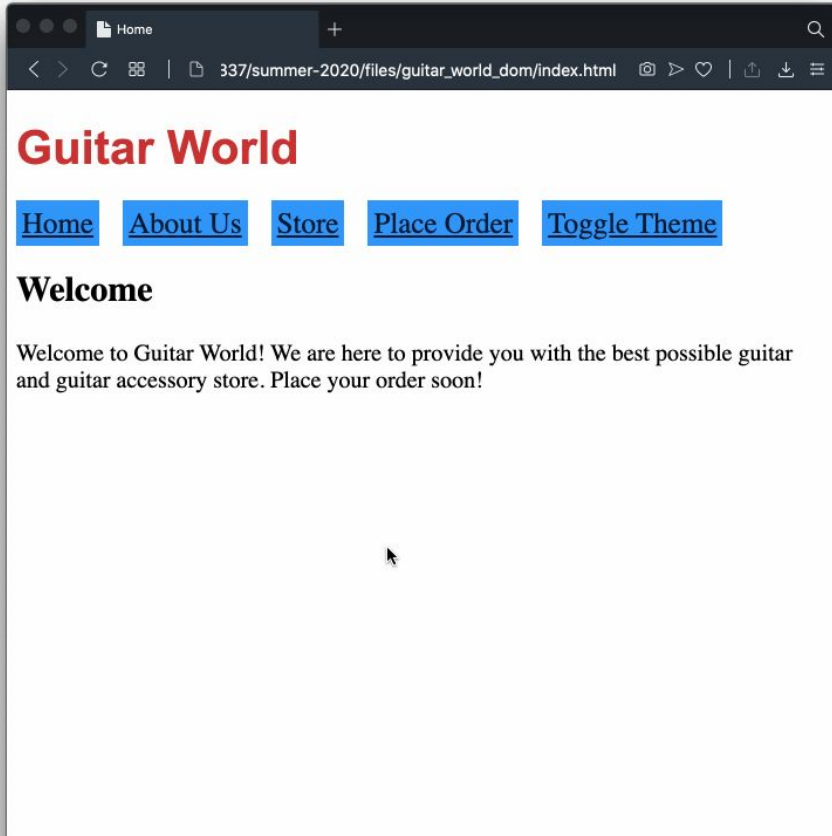 Home
337/summer-2020/files/guitar_world_dom/index.html
Guitar World
Home About Us Store Place Order Toggle Theme
Welcome
Welcome to Guitar World! We are here to provide you with the best possible guitar
and guitar accessory store. Place your order soon!